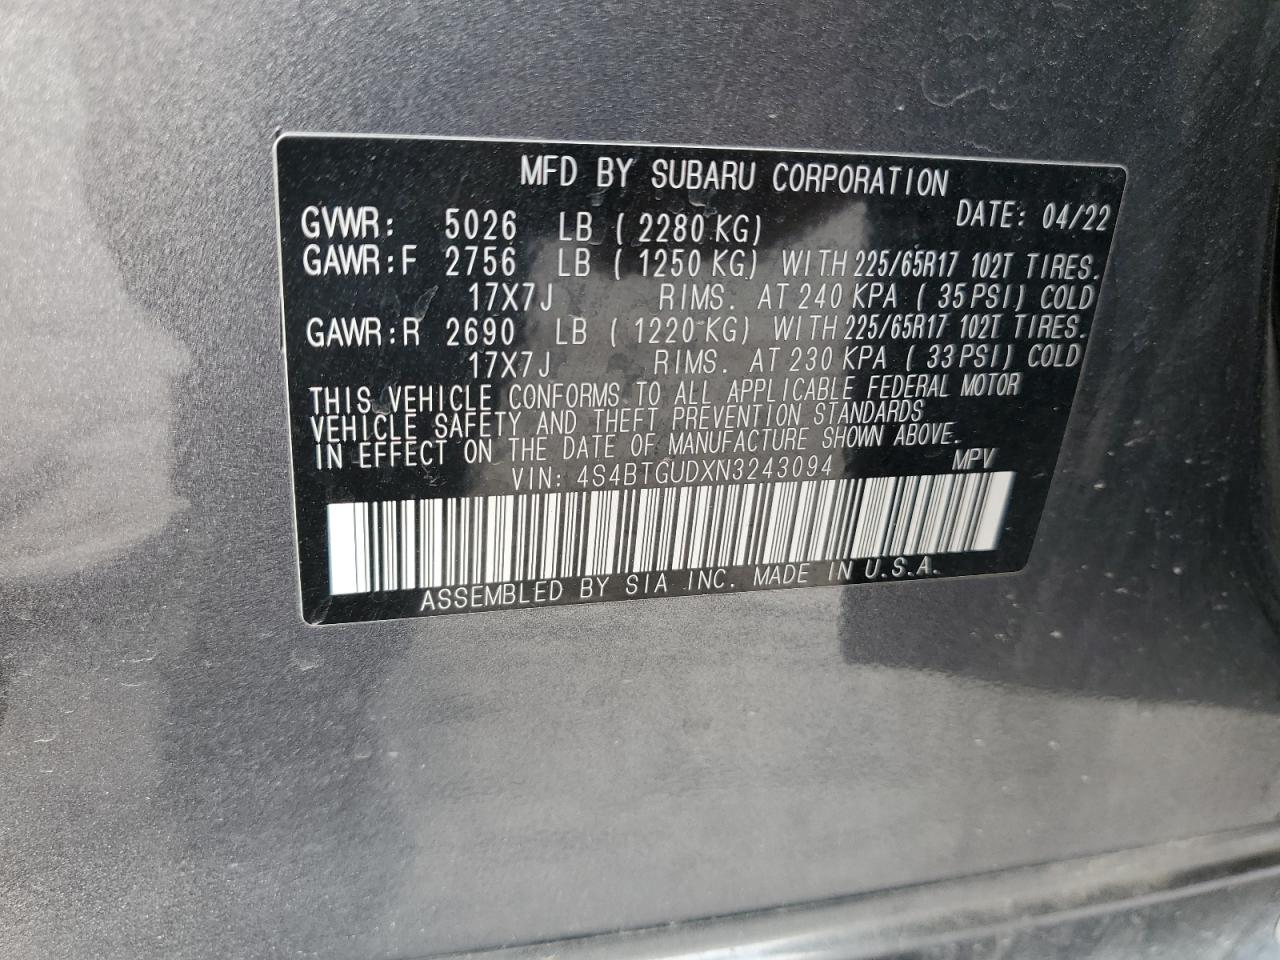 MFD BY SUBARU CORPORATION
GVWR: 5026 LB ( 2280 KG) DATE: 04/22
GAWR:F 2756 LB ( 1250 KG) WITH 225/65R17 102T TIRES.
17X7J RIMS. AT 240 KPA ( 35 PSI) COLD
GAWR:R 2690 LB ( 1220 KG) WITH 225/65R17 102T TIRES.
17X7J RIMS. AT 230 KPA ( 33 PSI) COLD
THIS VEHICLE CONFORMS TO ALL APPLICABLE FEDERAL MOTOR
VEHICLE SAFETY AND THEFT PREVENTION STANDARDS
IN EFFECT ON THE DATE OF MANUFACTURE SHOWN ABOVE.
VIN: 4S4BTGUDXN3243094 MPV
ASSEMBLED BY SIA INC. MADE IN U.S.A.